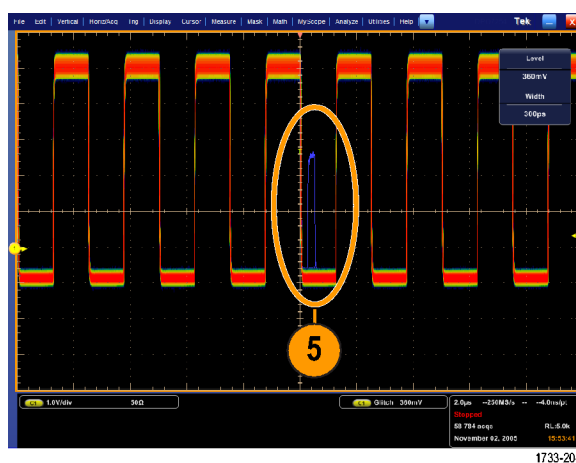 File Edit Vertical Horiz/Acq Trig Display Cursor Measure Mask Math MyScope Analyze Utilities Help Tek X
Level
360mV
Width
300ps
5
C1 1.0V/div 50Ω
C1 Glitch 360mV
2.0µs --250MS/s -- --4.0ns/pt
Stopped
58 784 acqs RL:5.0k
November 02, 2005 15:53:41
1733-20